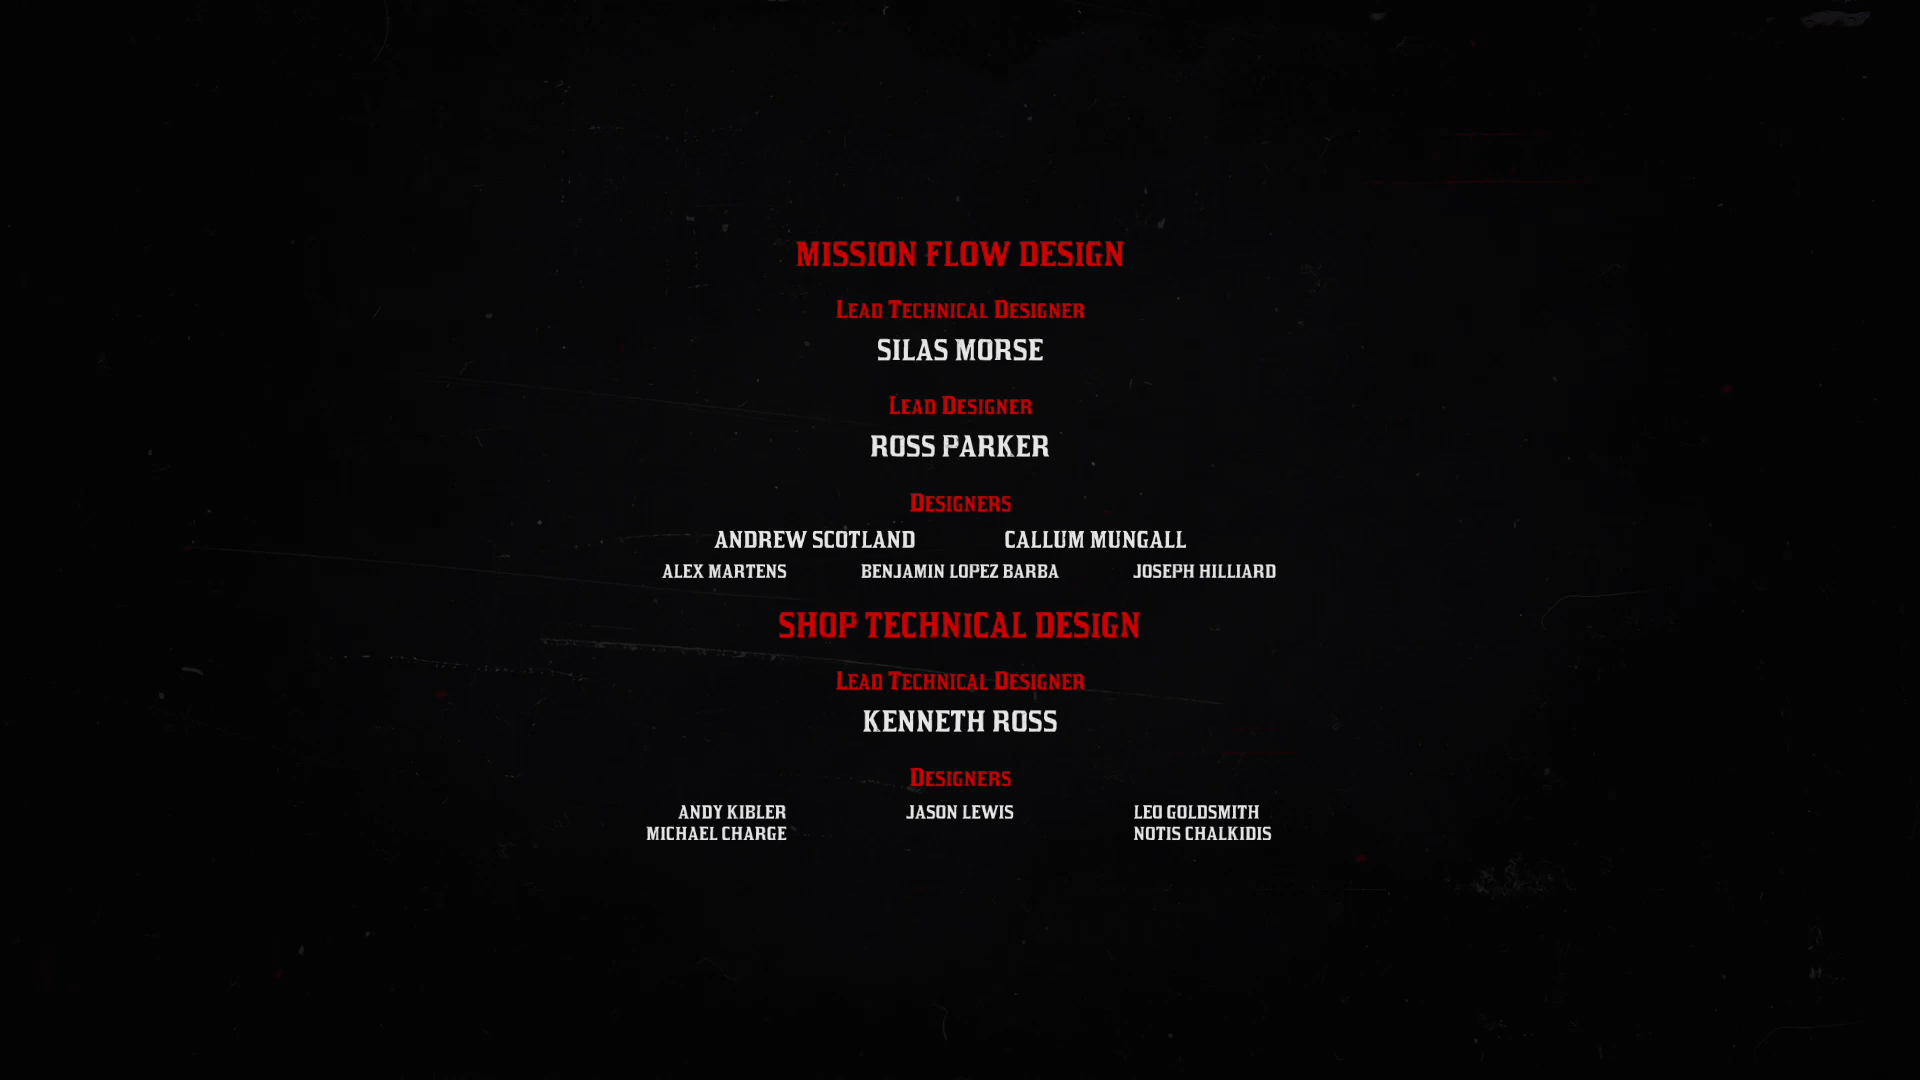 MISSION FLOW DESIGN
LEAD TECHNICAL DESIGNER
SILAS MORSE
LEAD DESIGNER
ROSS PARKER
DESIGNERS
ANDREW SCOTLAND CALLUM MUNGALL
ALEX MARTENS BENJAMIN LOPEZ BARBA JOSEPH HILLIARD
SHOP TECHNICAL DESIGN
LEAD TECHNICAL DESIGNER
KENNETH ROSS
DESIGNERS
ANDY KIBLER JASON LEWIS LEO GOLDSMITH
MICHAEL CHARGE NOTIS CHALKIDIS